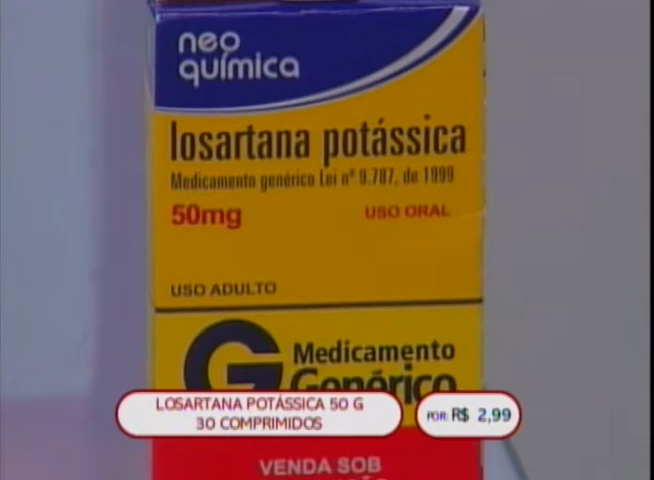 neo
química
losartana potássica
Medicamento genérico Lei nº 9.787, de 1999
50mg USO ORAL
USO ADULTO
G Medicamento
Genérico
LOSARTANA POTÁSSICA 50 G
30 COMPRIMIDOS
POR: R$ 2,99
VENDA SOB